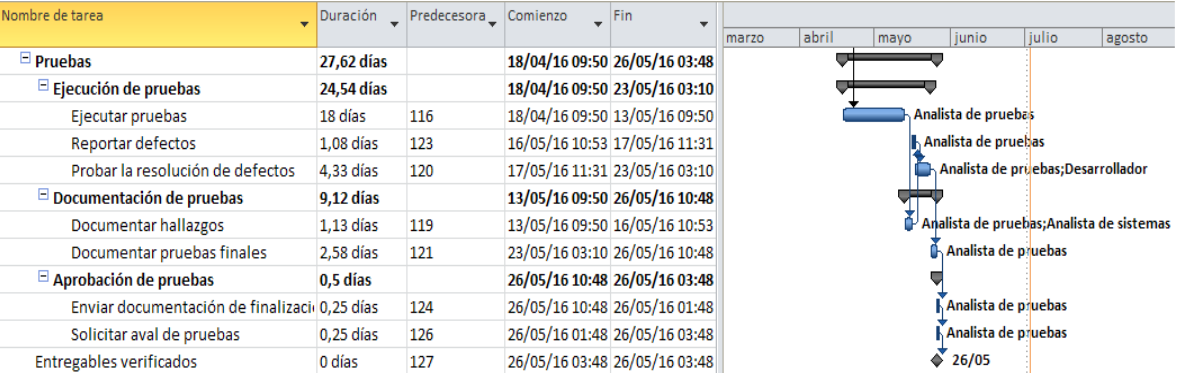 Nombre de tarea Duración Predecesora Comienzo Fin
marzo abril mayo junio julio agosto
Pruebas 27,62 días 18/04/16 09:50 26/05/16 03:48
Ejecución de pruebas 24,54 días 18/04/16 09:50 23/05/16 03:10
Ejecutar pruebas 18 días 116 18/04/16 09:50 13/05/16 09:50 Analista de pruebas
Reportar defectos 1,08 días 123 16/05/16 10:53 17/05/16 11:31 Analista de pruebas
Probar la resolución de defectos 4,33 días 120 17/05/16 11:31 23/05/16 03:10 Analista de pruebas;Desarrollador
Documentación de pruebas 9,12 días 13/05/16 09:50 26/05/16 10:48
Documentar hallazgos 1,13 días 119 13/05/16 09:50 16/05/16 10:53 Analista de pruebas;Analista de sistemas
Documentar pruebas finales 2,58 días 121 23/05/16 03:10 26/05/16 10:48 Analista de pruebas
Aprobación de pruebas 0,5 días 26/05/16 10:48 26/05/16 03:48
Enviar documentación de finalizaci 0,25 días 124 26/05/16 10:48 26/05/16 01:48 Analista de pruebas
Solicitar aval de pruebas 0,25 días 126 26/05/16 01:48 26/05/16 03:48 Analista de pruebas
Entregables verificados 0 días 127 26/05/16 03:48 26/05/16 03:48 26/05